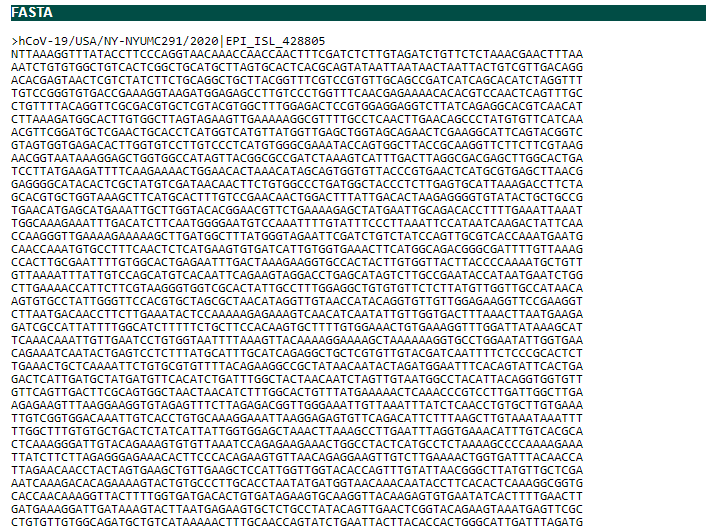 FASTA
>hCoV-19/USA/NY-NYUMC291/2020|EPI_ISL_428805
NTTAAAGGTTTATACCTTCCCAGGTAACAAACCAACCAACTTTCGATCTCTTGTAGATCTGTTCTCTAAACGAACTTTAA
AATCTGTGTGGCTGTCACTCGGCTGCATGCTTAGTGCACTCACGCAGTATAATTAATAACTAATTACTGTCGTTGACAGG
ACACGAGTAACTCGTCTATCTTCTGCAGGCTGCTTACGGTTTCGTCCGTGTTGCAGCCGATCATCAGCACATCTAGGTTT
TGTCCGGGTGTGACCGAAAGGTAAGATGGAGAGCCTTGTCCCTGGTTTCAACGAGAAAACACACGTCCAACTCAGTTTGC
CTGTTTTACAGGTTCGCGACGTGCTCGTACGTGGCTTTGGAGACTCCGTGGAGGAGGTCTTATCAGAGGCACGTCAACAT
CTTAAAGATGGCACTTGTGGCTTAGTAGAAGTTGAAAAAGGCGTTTTGCCTCAACTTGAACAGCCCTATGTGTTCATCAA
ACGTTCGGATGCTCGAACTGCACCTCATGGTCATGTTATGGTTGAGCTGGTAGCAGAACTCGAAGGCATTCAGTACGGTC
GTAGTGGTGAGACACTTGGTGTCCTTGTCCCTCATGTGGGCGAAATACCAGTGGCTTACCGCAAGGTTCTTCTTCGTAAG
AACGGTAATAAAGGAGCTGGTGGCCATAGTTACGGCGCCGATCTAAAGTCATTTGACTTAGGCGACGAGCTTGGCACTGA
TCCTTATGAAGATTTTCAAGAAAACTGGAACACTAAACATAGCAGTGGTGTTACCCGTGAACTCATGCGTGAGCTTAACG
GAGGGGCATACACTCGCTATGTCGATAACAACTTCTGTGGCCCTGATGGCTACCCTCTTGAGTGCATTAAAGACCTTCTA
GCACGTGCTGGTAAAGCTTCATGCACTTTGTCCGAACAACTGGACTTTATTGACACTAAGAGGGGTGTATACTGCTGCCG
TGAACATGAGCATGAAATTGCTTGGTACACGGAACGTTCTGAAAAGAGCTATGAATTGCAGACACCTTTTGAAATTAAAT
TGGCAAAGAAATTTGACATCTTCAATGGGGAATGTCCAAATTTTGTATTTCCCTTAAATTCCATAATCAAGACTATTCAA
CCAAGGGTTGAAAAGAAAAAGCTTGATGGCTTTATGGGTAGAATTCGATCTGTCTATCCAGTTGCGTCACCAAATGAATG
CAACCAAATGTGCCTTTCAACTCTCATGAAGTGTGATCATTGTGGTGAAACTTCATGGCAGACGGGCGATTTTGTTAAAG
CCACTTGCGAATTTTGTGGCACTGAGAATTTGACTAAAGAAGGTGCCACTACTTGTGGTTACTTACCCCAAAATGCTGTT
GTTAAAATTTATTGTCCAGCATGTCACAATTCAGAAGTAGGACCTGAGCATAGTCTTGCCGAATACCATAATGAATCTGG
CTTGAAAACCATTCTTCGTAAGGGTGGTCGCACTATTGCCTTTGGAGGCTGTGTGTTCTCTTATGTTGGTTGCCATAACA
AGTGTGCCTATTGGGTTCCACGTGCTAGCGCTAACATAGGTTGTAACCATACAGGTGTTGTTGGAGAAGGTTCCGAAGGT
CTTAATGACAACCTTCTTGAAATACTCCAAAAAGAGAAAGTCAACATCAATATTGTTGGTGACTTTAAACTTAATGAAGA
GATCGCCATTATTTTGGCATCTTTTTCTGCTTCCACAAGTGCTTTTGTGGAAACTGTGAAAGGTTTGGATTATAAAGCAT
TCAAACAAATTGTTGAATCCTGTGGTAATTTTAAAGTTACAAAAGGAAAAGCTAAAAAAGGTGCCTGGAATATTGGTGAA
CAGAAATCAATACTGAGTCCTCTTTATGCATTTGCATCAGAGGCTGCTCGTGTTGTACGATCAATTTTCTCCCGCACTCT
TGAAACTGCTCAAAATTCTGTGCGTGTTTTACAGAAGGCCGCTATAACAATACTAGATGGAATTTCACAGTATTCACTGA
GACTCATTGATGCTATGATGTTCACATCTGATTTGGCTACTAACAATCTAGTTGTAATGGCCTACATTACAGGTGGTGTT
GTTCAGTTGACTTCGCAGTGGCTAACTAACATCTTTGGCACTGTTTATGAAAAACTCAAACCCGTCCTTGATTGGCTTGA
AGAGAAGTTTAAGGAAGGTGTAGAGTTTCTTAGAGACGGTTGGGAAATTGTTAAATTTATCTCAACCTGTGCTTGTGAAA
TTGTCGGTGGACAAATTGTCACCTGTGCAAAGGAAATTAAGGAGAGTGTTCAGACATTCTTTAAGCTTGTAAATAAATTT
TTGGCTTTGTGTGCTGACTCTATCATTATTGGTGGAGCTAAACTTAAAGCCTTGAATTTAGGTGAAACATTTGTCACGCA
CTCAAAGGGATTGTACAGAAAGTGTGTTAAATCCAGAGAAGAAACTGGCCTACTCATGCCTCTAAAAGCCCCAAAAGAAA
TTATCTTCTTAGAGGGAGAAACACTTCCCACAGAAGTGTTAACAGAGGAAGTTGTCTTGAAAACTGGTGATTTACAACCA
TTAGAACAACCTACTAGTGAAGCTGTTGAAGCTCCATTGGTTGGTACACCAGTTTGTATTAACGGGCTTATGTTGCTCGA
AATCAAAGACACAGAAAAGTACTGTGCCCTTGCACCTAATATGATGGTAACAAACAATACCTTCACACTCAAAGGCGGTG
CACCAACAAAGGTTACTTTTGGTGATGACACTGTGATAGAAGTGCAAGGTTACAAGAGTGTGAATATCACTTTTGAACTT
GATGAAAGGATTGATAAAGTACTTAATGAGAAGTGCTCTGCCTATACAGTTGAACTCGGTACAGAAGTAAATGAGTTCGC
CTGTGTTGTGGCAGATGCTGTCATAAAAACTTTGCAACCAGTATCTGAATTACTTACACCACTGGGCATTGATTTAGATG